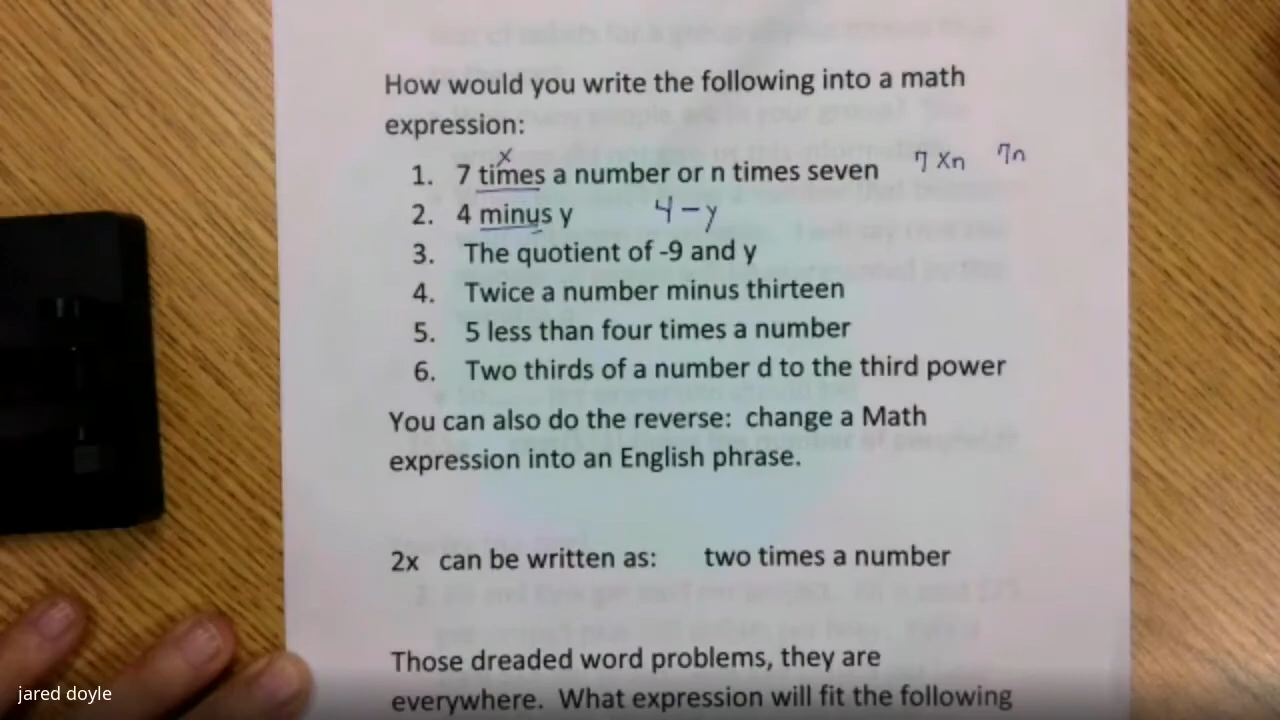 How would you write the following into a math
expression:
x
1. 7 times a number or n times seven 7 xn 7n
2. 4 minus y 4-y
3. The quotient of -9 and y
4. Twice a number minus thirteen
5. 5 less than four times a number
6. Two thirds of a number d to the third power
You can also do the reverse: change a Math
expression into an English phrase.
2x can be written as: two times a number
Those dreaded word problems, they are
everywhere. What expression will fit the following
jared doyle